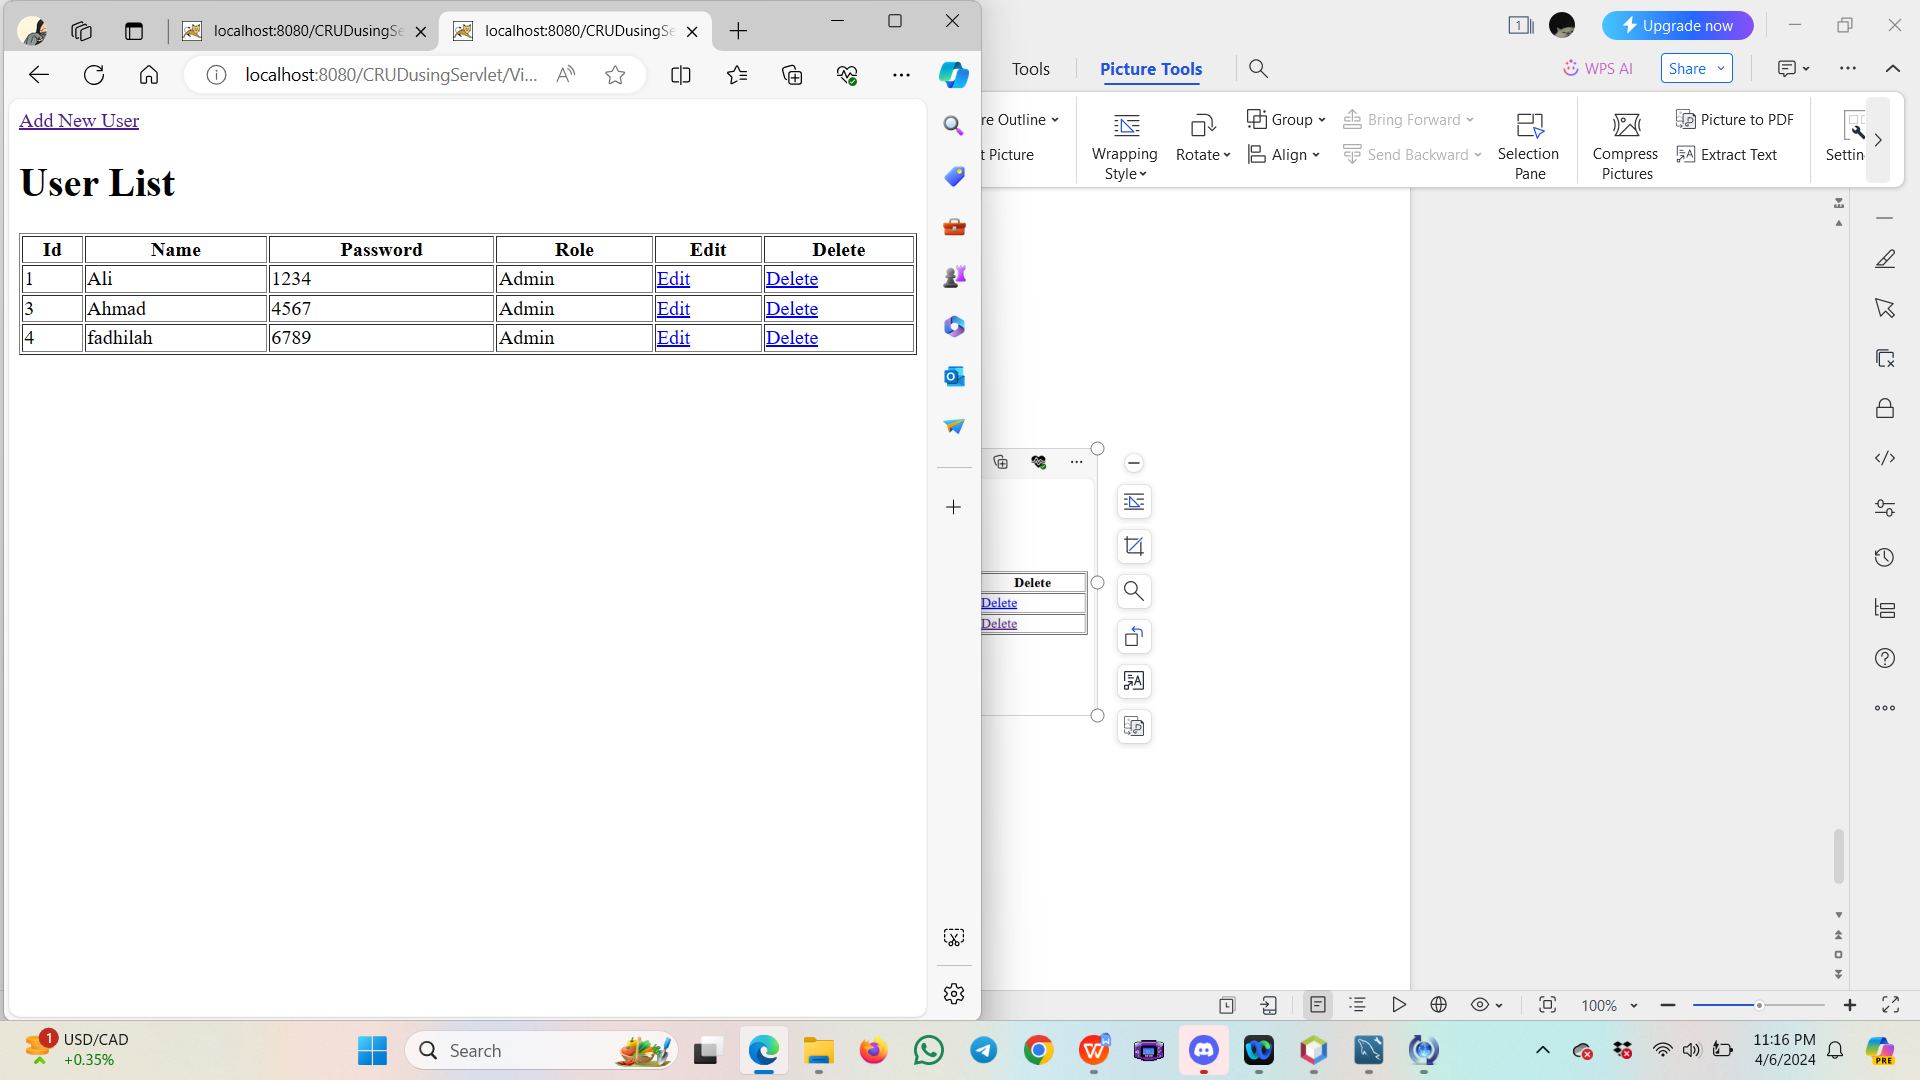 localhost:8080/CRUDusingSe
localhost:8080/CRUDusingSe
localhost:8080/CRUDusingServlet/Vi...
Add New User
User List
Id Name Password Role Edit Delete
1 Ali 1234 Admin Edit Delete
3 Ahmad 4567 Admin Edit Delete
4 fadhilah 6789 Admin Edit Delete
1
Upgrade now
Tools
Picture Tools
WPS AI
Share
re Outline
t Picture
Wrapping
Style
Rotate
Group
Align
Bring Forward
Send Backward
Selection
Pane
Compress
Pictures
Picture to PDF
Extract Text
Settin
Delete
Delete
Delete
100%
1
USD/CAD
+0.35%
Search
11:16 PM
4/6/2024
PRE